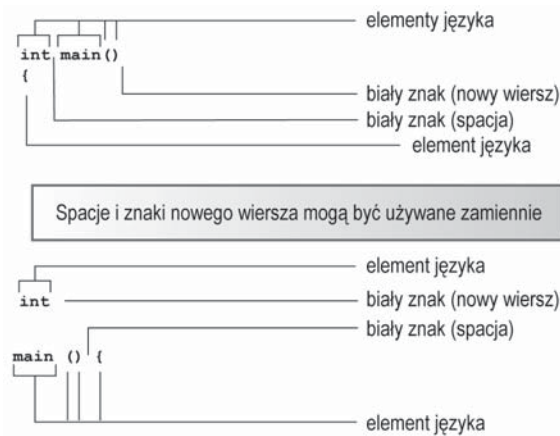 elementy języka
int main()
{
biały znak (nowy wiersz)
biały znak (spacja)
element języka
Spacje i znaki nowego wiersza mogą być używane zamiennie
element języka
int
biały znak (nowy wiersz)
biały znak (spacja)
main () {
element języka